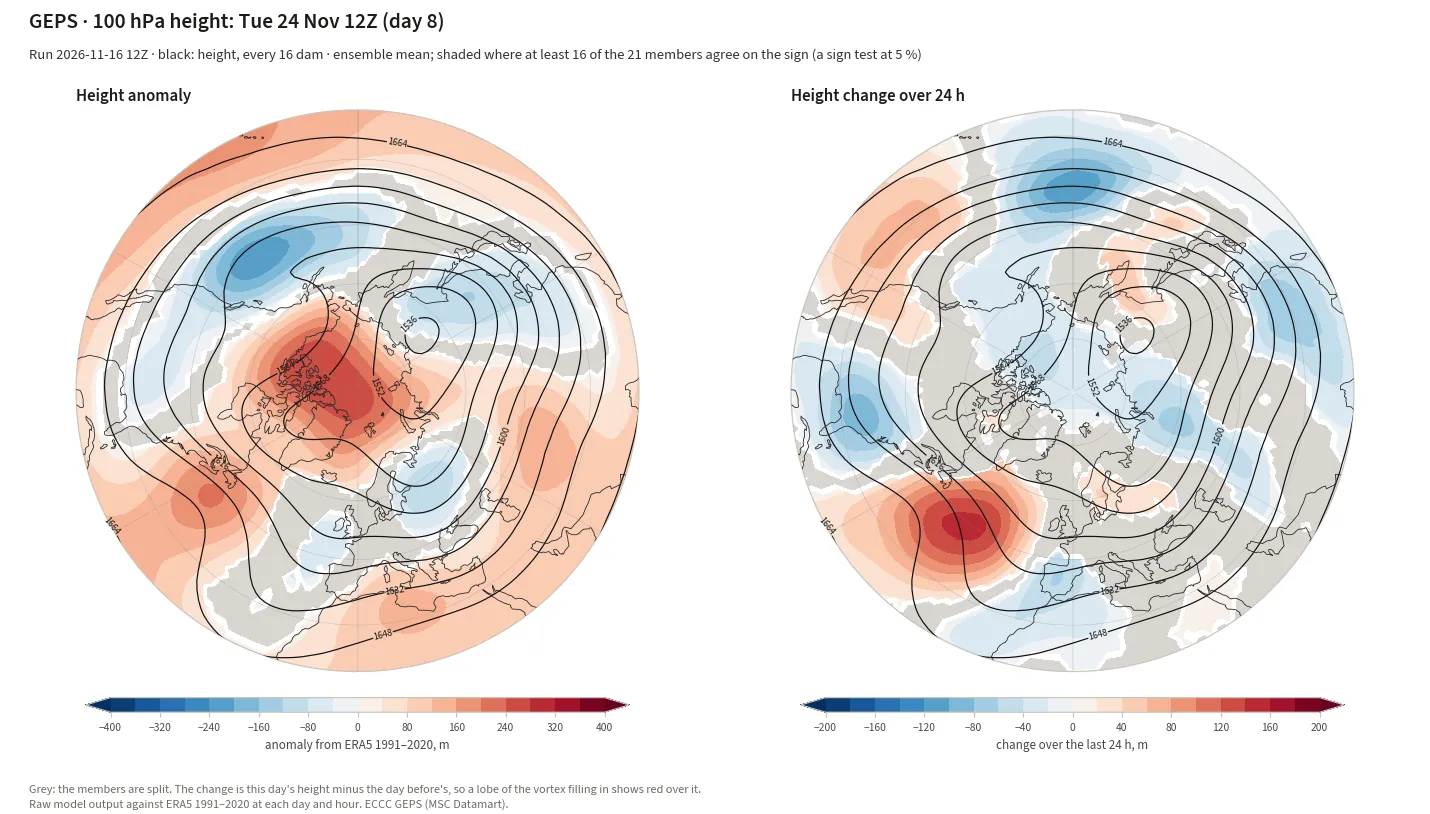 GEPS · 100 hPa height: Tue 24 Nov 12Z (day 8)
Run 2026-11-16 12Z · black: height, every 16 dam · ensemble mean; shaded where at least 16 of the 21 members agree on the sign (a sign test at 5 %)
Height anomaly
Height change over 24 h
1664
1536
1552
1600
1664
1632
1648
1664
1536
1552
1600
1664
1632
1648
−400 −320 −240 −160 −80 0 80 160 240 320 400
anomaly from ERA5 1991–2020, m
−200 −160 −120 −80 −40 0 40 80 120 160 200
change over the last 24 h, m
Grey: the members are split. The change is this day's height minus the day before's, so a lobe of the vortex filling in shows red over it.
Raw model output against ERA5 1991–2020 at each day and hour. ECCC GEPS (MSC Datamart).